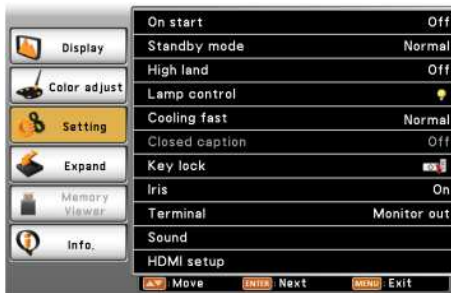 Display
Color adjust
Setting
Expand
Memory
Viewer
Info.
On start Off
Standby mode Normal
High land Off
Lamp control
Cooling fast Normal
Closed caption Off
Key lock
Iris On
Terminal Monitor out
Sound
HDMI setup
▲▼ : Move ENTER : Next MENU : Exit